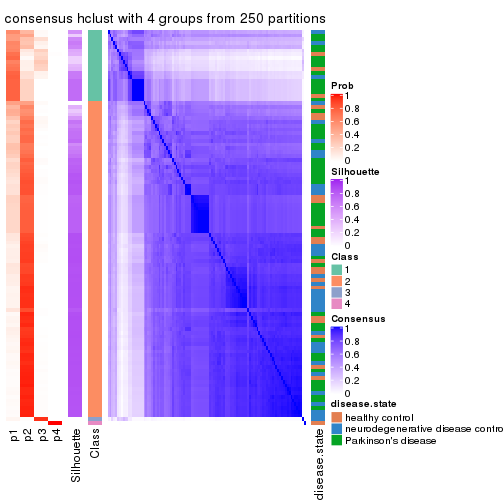 consensus hclust with 4 groups from 250 partitions
Prob
1
0.8
0.6
0.4
0.2
0
Silhouette
1
0.8
0.6
0.4
0.2
0
Class
1
2
3
4
Consensus
1
0.8
0.6
0.4
0.2
0
disease.state
healthy control
neurodegenerative disease contro
Parkinson's disease
p1
p2
p3
p4
Silhouette
Class
disease.state